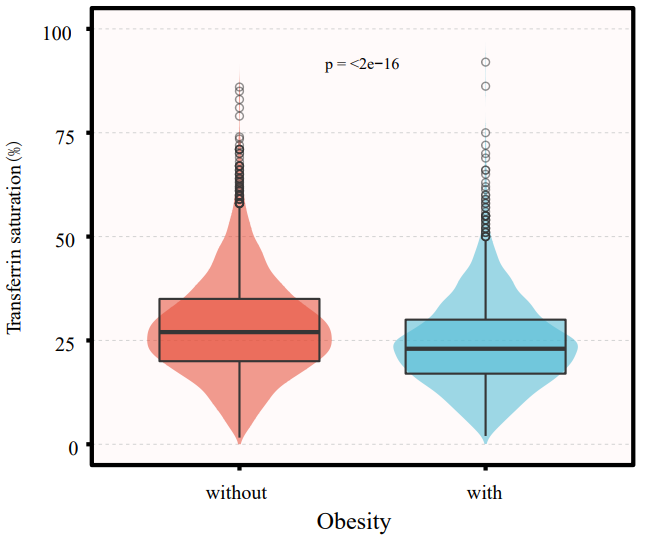 100
75
50
25
0
Transferrin saturation (%)
p = <2e−16
without
with
Obesity